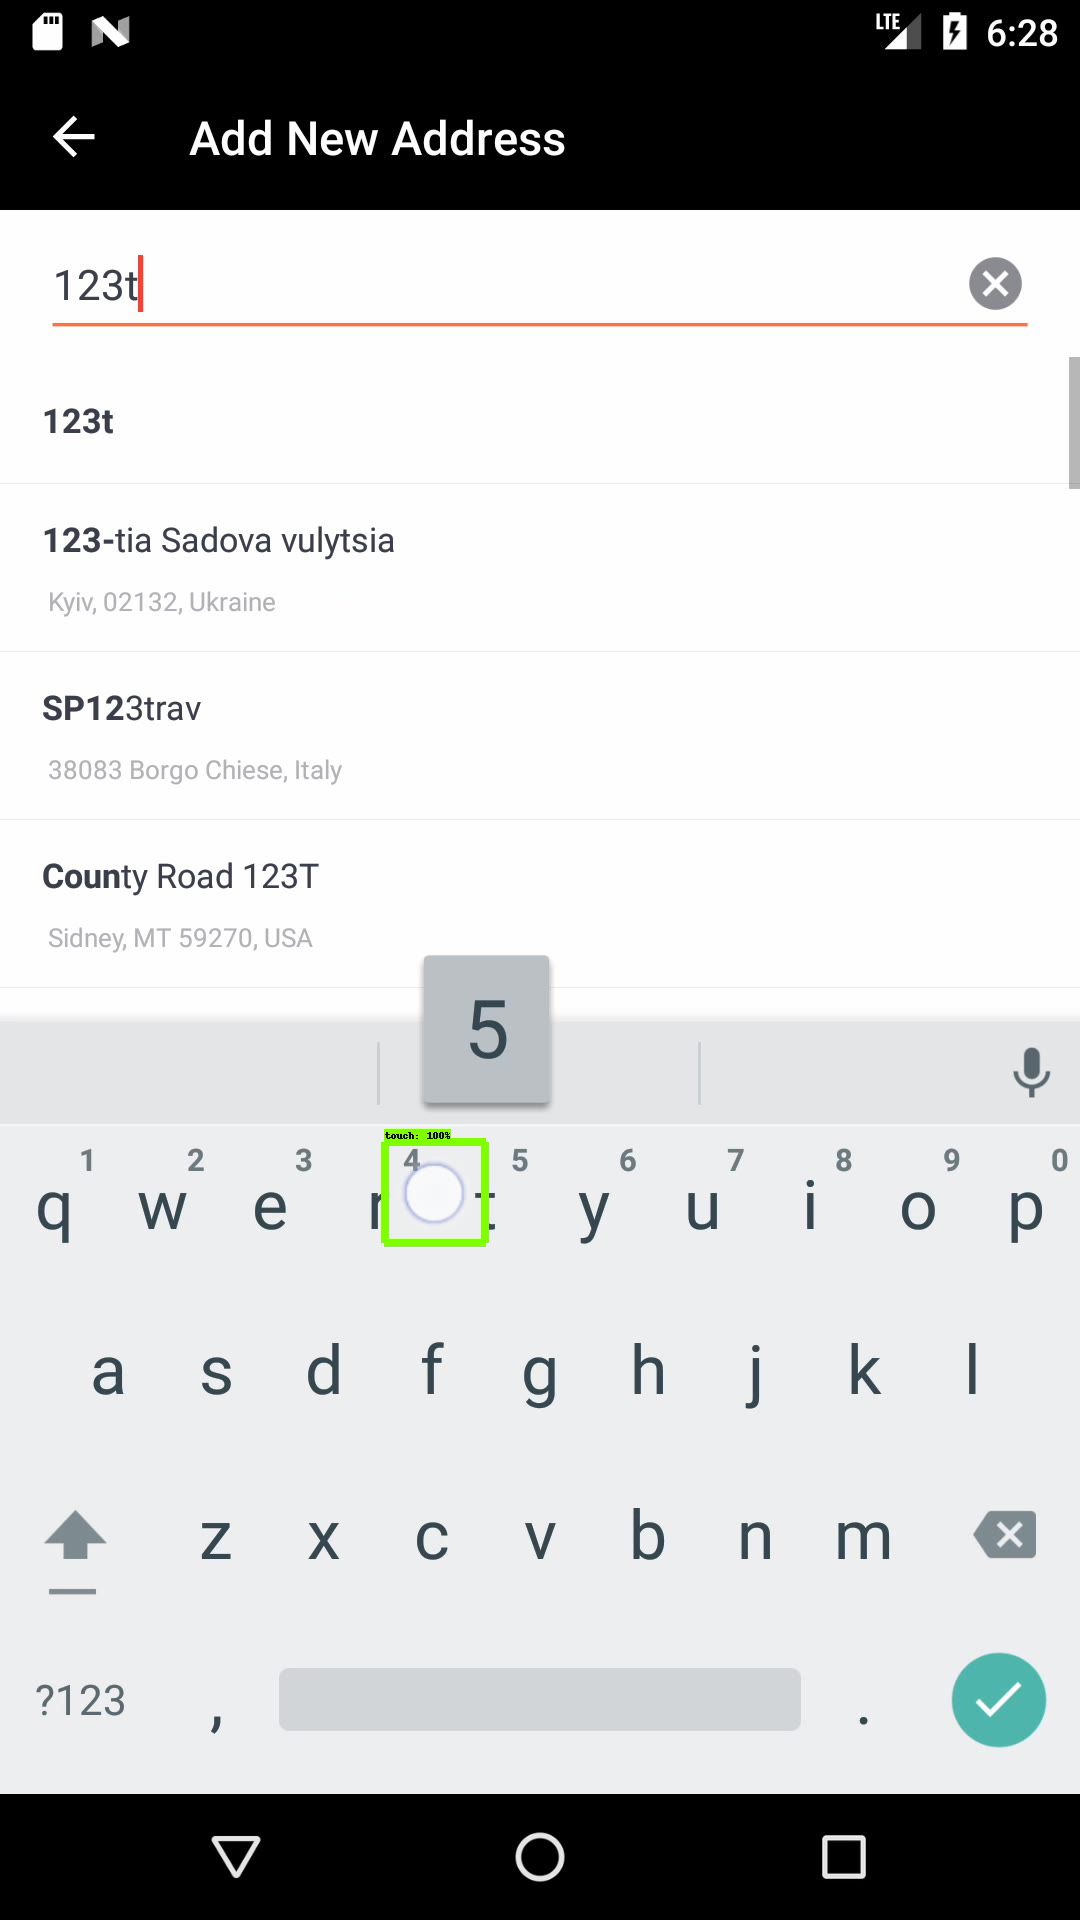 LTE 6:28
Add New Address
123t
123t
123-tia Sadova vulytsia
Kyiv, 02132, Ukraine
SP123trav
38083 Borgo Chiese, Italy
County Road 123T
Sidney, MT 59270, USA
5
touch: 100%
1 2 3 4 5 6 7 8 9 0
q w e r t y u i o p
a s d f g h j k l
z x c v b n m
?123 , .